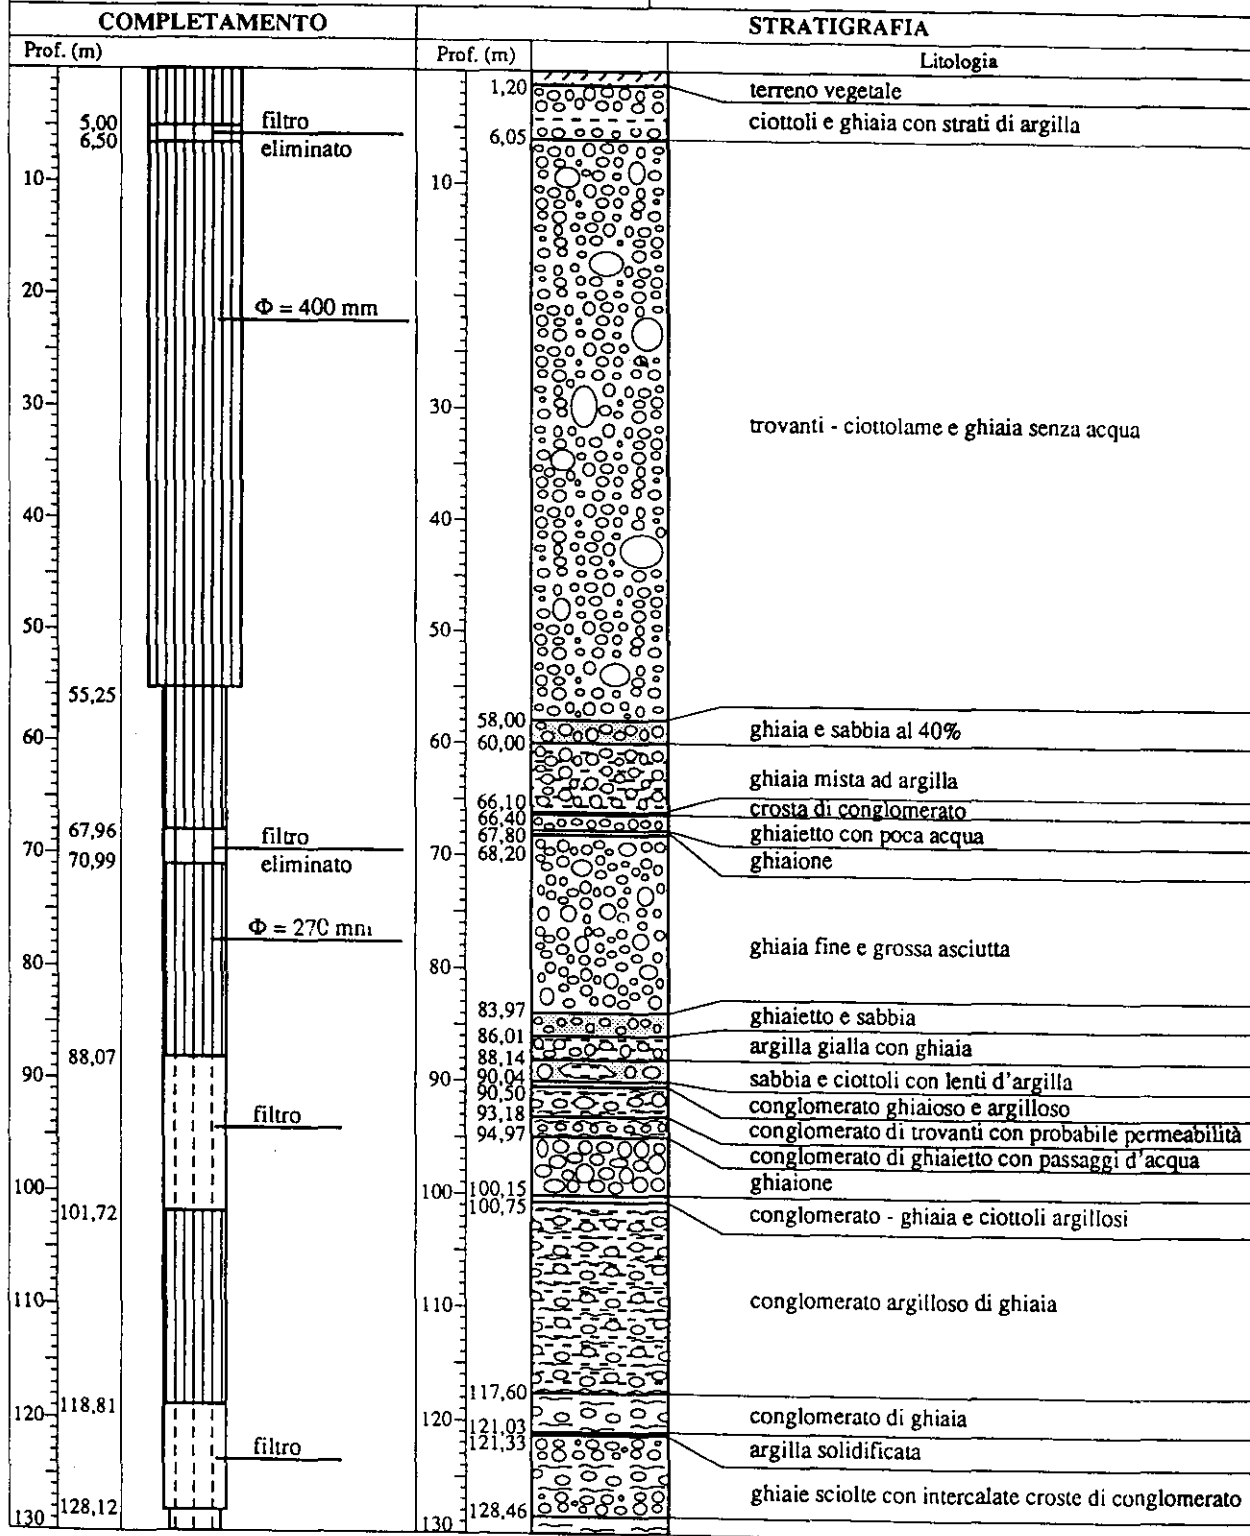 COMPLETAMENTO
Prof. (m)
5,00
6,50
filtro
eliminato
10
20
Φ = 400 mm
30
40
50
55,25
60
67,96
70
70,99
filtro
eliminato
Φ = 270 mm
80
88,07
90
filtro
100
101,72
110
118,81
120
filtro
128,12
130
STRATIGRAFIA
Prof. (m)
Litologia
1,20
terreno vegetale
ciottoli e ghiaia con strati di argilla
6,05
10
20
30
trovanti - ciottolame e ghiaia senza acqua
40
50
58,00
ghiaia e sabbia al 40%
60
60,00
ghiaia mista ad argilla
66,10
crosta di conglomerato
66,40
ghiaietto con poca acqua
67,80
ghiaione
70
68,20
ghiaia fine e grossa asciutta
80
83,97
ghiaietto e sabbia
86,01
argilla gialla con ghiaia
88,14
sabbia e ciottoli con lenti d'argilla
90
90,04
conglomerato ghiaioso e argilloso
90,50
conglomerato di trovanti con probabile permeabilità
93,18
conglomerato di ghiaietto con passaggi d'acqua
94,97
ghiaione
100
100,15
conglomerato - ghiaia e ciottoli argillosi
100,75
conglomerato argilloso di ghiaia
110
117,60
conglomerato di ghiaia
120
121,03
argilla solidificata
121,33
ghiaie sciolte con intercalate croste di conglomerato
128,46
130